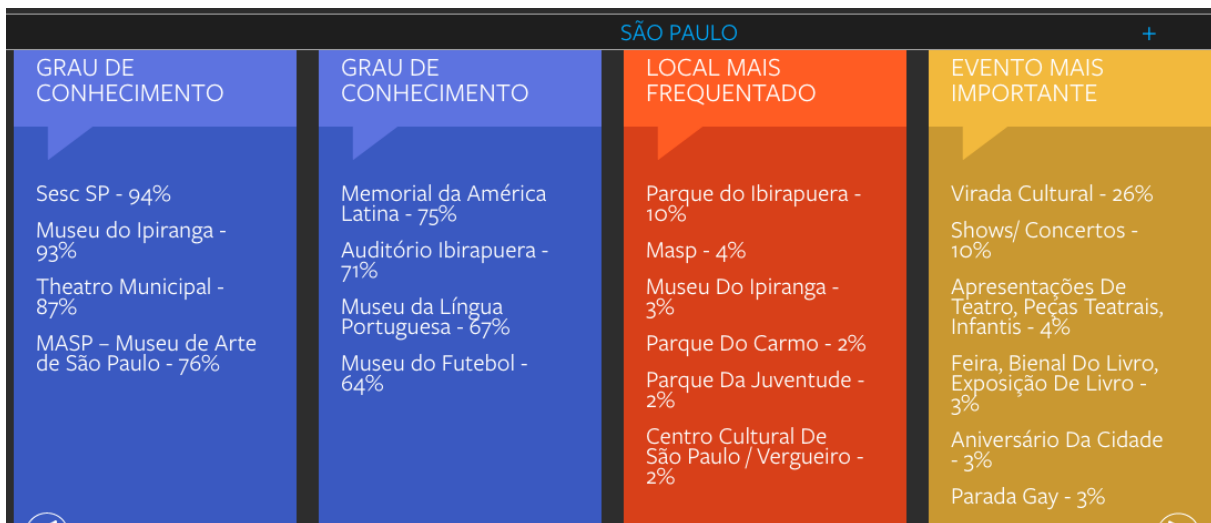 SÃO PAULO
+
GRAU DE
CONHECIMENTO
Sesc SP - 94%
Museu do Ipiranga -
93%
Theatro Municipal -
87%
MASP – Museu de Arte
de São Paulo - 76%
GRAU DE
CONHECIMENTO
Memorial da América
Latina - 75%
Auditório Ibirapuera -
71%
Museu da Língua
Portuguesa - 67%
Museu do Futebol -
64%
LOCAL MAIS
FREQUENTADO
Parque do Ibirapuera -
10%
Masp - 4%
Museu Do Ipiranga -
3%
Parque Do Carmo - 2%
Parque Da Juventude -
2%
Centro Cultural De
São Paulo / Vergueiro -
2%
EVENTO MAIS
IMPORTANTE
Virada Cultural - 26%
Shows/ Concertos -
10%
Apresentações De
Teatro, Peças Teatrais,
Infantis - 4%
Feira, Bienal Do Livro,
Exposição De Livro -
3%
Aniversário Da Cidade
- 3%
Parada Gay - 3%